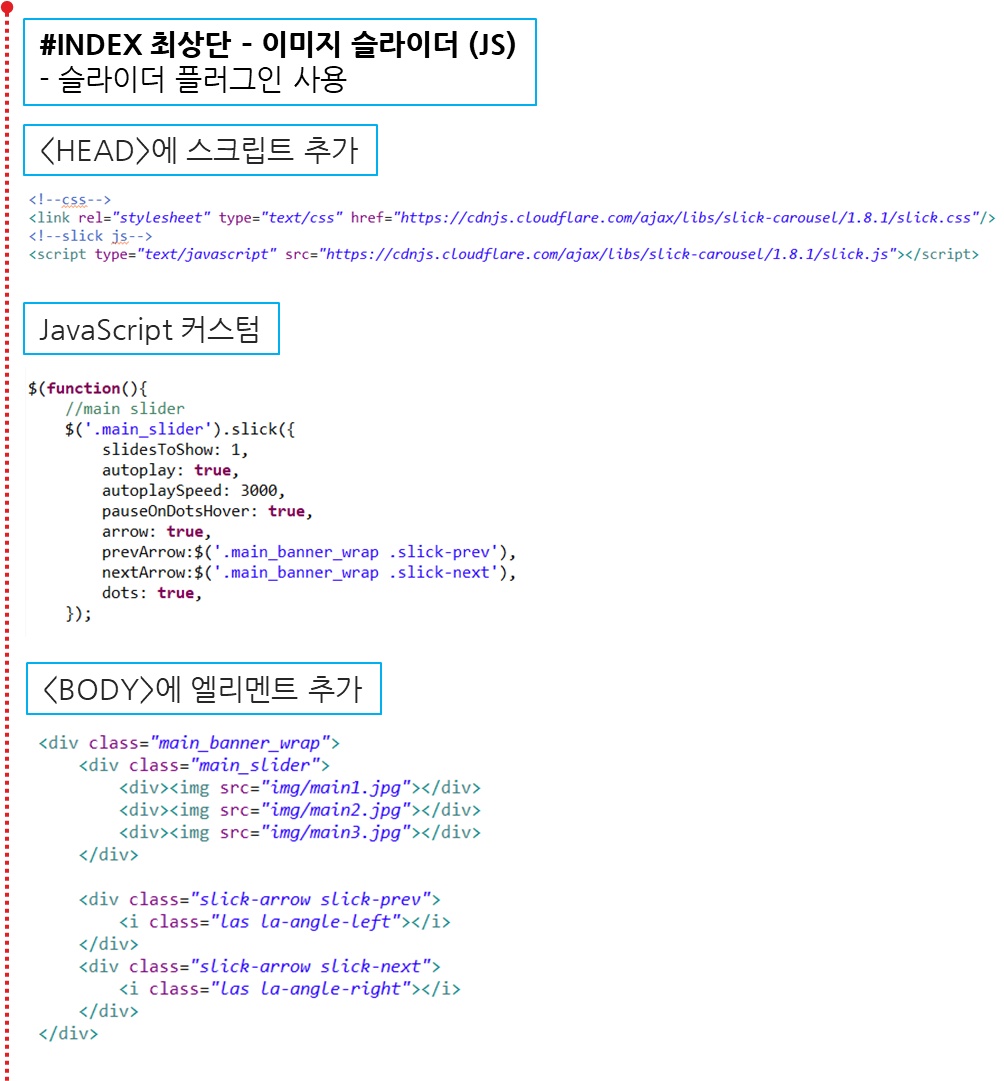 #INDEX 최상단 - 이미지 슬라이더 (JS)
- 슬라이더 플러그인 사용
<HEAD>에 스크립트 추가
<!--css-->
<link rel="stylesheet" type="text/css" href="https://cdnjs.cloudflare.com/ajax/libs/slick-carousel/1.8.1/slick.css"/>
<!--slick js-->
<script type="text/javascript" src="https://cdnjs.cloudflare.com/ajax/libs/slick-carousel/1.8.1/slick.js"></script>
JavaScript 커스텀
$(function(){
//main slider
$('.main_slider').slick({
slidesToShow: 1,
autoplay: true,
autoplaySpeed: 3000,
pauseOnDotsHover: true,
arrow: true,
prevArrow:$('.main_banner_wrap .slick-prev'),
nextArrow:$('.main_banner_wrap .slick-next'),
dots: true,
});
<BODY>에 엘리멘트 추가
<div class="main_banner_wrap">
<div class="main_slider">
<div><img src="img/main1.jpg"></div>
<div><img src="img/main2.jpg"></div>
<div><img src="img/main3.jpg"></div>
</div>
<div class="slick-arrow slick-prev">
<i class="las la-angle-left"></i>
</div>
<div class="slick-arrow slick-next">
<i class="las la-angle-right"></i>
</div>
</div>